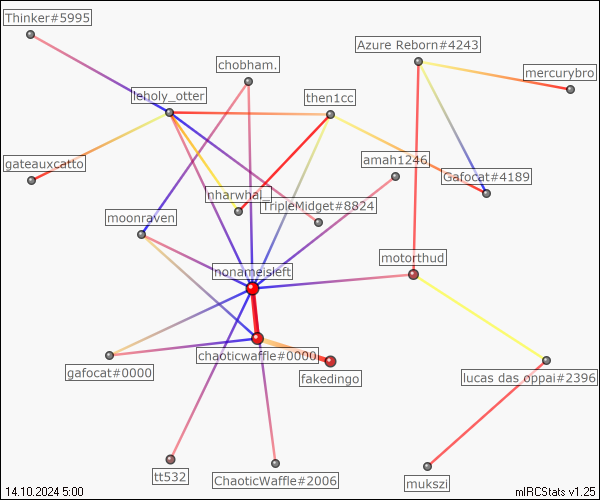 Thinker#5995
Azure Reborn#4243
chobham.
mercurybro
leholy_otter
then1cc
gateauxcatto
amah1246
Gafocat#4189
nharwhal_
TripleMidget#8824
moonraven
motorthud
nonameisleft
chaoticwaffle#0000
gafocat#0000
fakedingo
lucas das oppai#2396
tt532
ChaoticWaffle#2006
mukszi
14.10.2024 5:00
mIRCStats v1.25